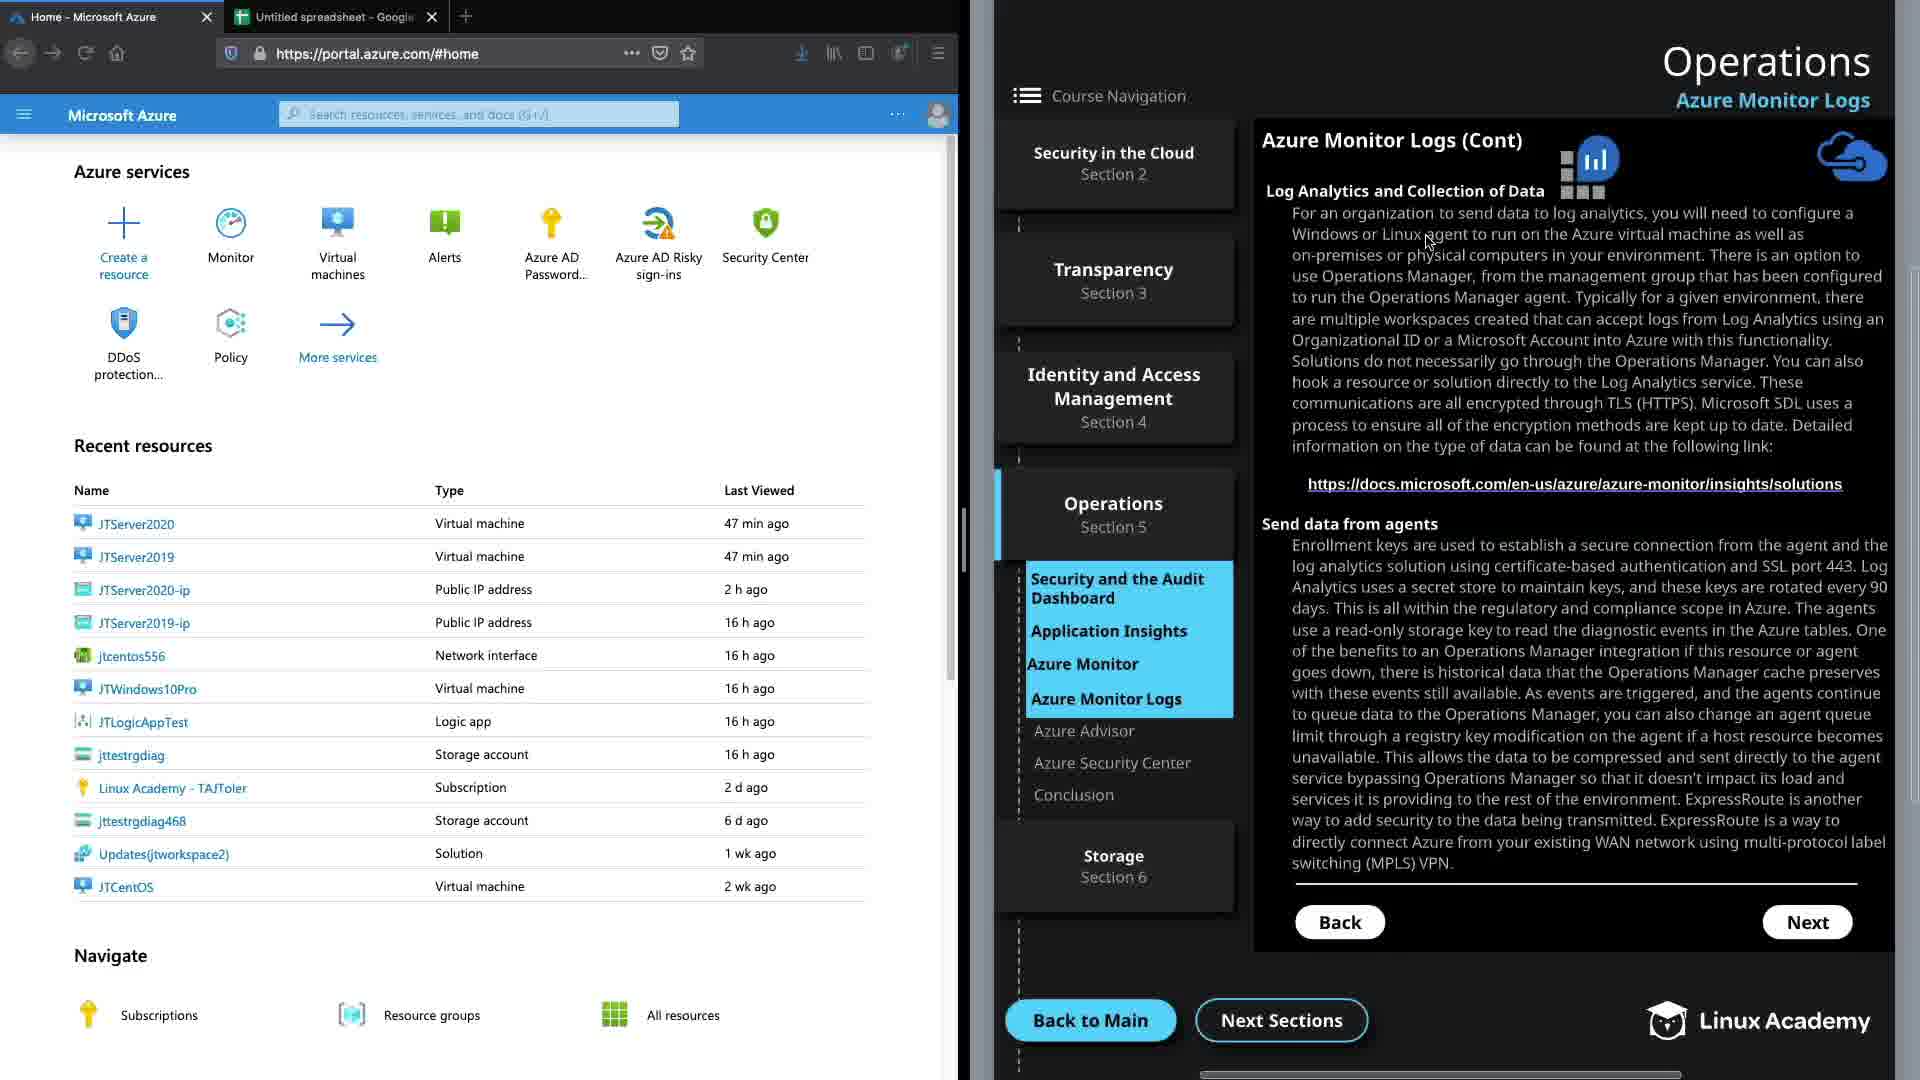 Home - Microsoft Azure
Untitled spreadsheet - Google
https://portal.azure.com/#home
Microsoft Azure
Search resources, services, and docs (G+/)
Azure services
Create a resource
Monitor
Virtual machines
Alerts
Azure AD Password...
Azure AD Risky sign-ins
Security Center
DDoS protection...
Policy
More services
Recent resources
Name Type Last Viewed
JTServer2020 Virtual machine 47 min ago
JTServer2019 Virtual machine 47 min ago
JTServer2020-ip Public IP address 2 h ago
JTServer2019-ip Public IP address 16 h ago
jtcentos556 Network interface 16 h ago
JTWindows10Pro Virtual machine 16 h ago
JTLogicAppTest Logic app 16 h ago
jttestrgdiag Storage account 16 h ago
Linux Academy - TAJToler Subscription 2 d ago
jttestrgdiag468 Storage account 6 d ago
Updates(jtworkspace2) Solution 1 wk ago
JTCentOS Virtual machine 2 wk ago
Navigate
Subscriptions
Resource groups
All resources
Operations
Azure Monitor Logs
Course Navigation
Security in the Cloud
Section 2
Transparency
Section 3
Identity and Access
Management
Section 4
Operations
Section 5
Security and the Audit
Dashboard
Application Insights
Azure Monitor
Azure Monitor Logs
Azure Advisor
Azure Security Center
Conclusion
Storage
Section 6
Azure Monitor Logs (Cont)
Log Analytics and Collection of Data
For an organization to send data to log analytics, you will need to configure a
Windows or Linux agent to run on the Azure virtual machine as well as
on-premises or physical computers in your environment. There is an option to
use Operations Manager, from the management group that has been configured
to run the Operations Manager agent. Typically for a given environment, there
are multiple workspaces created that can accept logs from Log Analytics using an
Organizational ID or a Microsoft Account into Azure with this functionality.
Solutions do not necessarily go through the Operations Manager. You can also
hook a resource or solution directly to the Log Analytics service. These
communications are all encrypted through TLS (HTTPS). Microsoft SDL uses a
process to ensure all of the encryption methods are kept up to date. Detailed
information on the type of data can be found at the following link:
https://docs.microsoft.com/en-us/azure/azure-monitor/insights/solutions
Send data from agents
Enrollment keys are used to establish a secure connection from the agent and the
log analytics solution using certificate-based authentication and SSL port 443. Log
Analytics uses a secret store to maintain keys, and these keys are rotated every 90
days. This is all within the regulatory and compliance scope in Azure. The agents
use a read-only storage key to read the diagnostic events in the Azure tables. One
of the benefits to an Operations Manager integration if this resource or agent
goes down, there is historical data that the Operations Manager cache preserves
with these events still available. As events are triggered, and the agents continue
to queue data to the Operations Manager, you can also change an agent queue
limit through a registry key modification on the agent if a host resource becomes
unavailable. This allows the data to be compressed and sent directly to the agent
service bypassing Operations Manager so that it doesn't impact its load and
services it is providing to the rest of the environment. ExpressRoute is another
way to add security to the data being transmitted. ExpressRoute is a way to
directly connect Azure from your existing WAN network using multi-protocol label
switching (MPLS) VPN.
Back
Next
Back to Main
Next Sections
Linux Academy